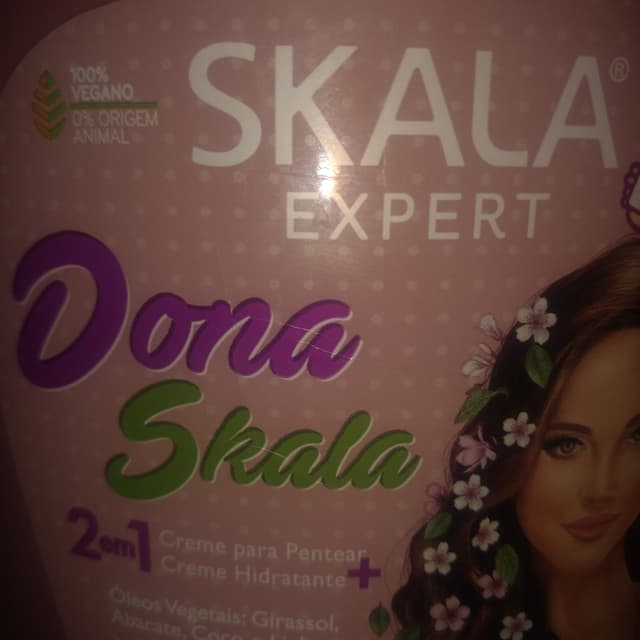 100%
VEGANO
0% ORIGEM
ANIMAL
SKALA®
EXPERT
Dona
Skala
2em1 Creme para Pentear +
Creme Hidratante
Óleos Vegetais: Girassol,
Abacate, Coco